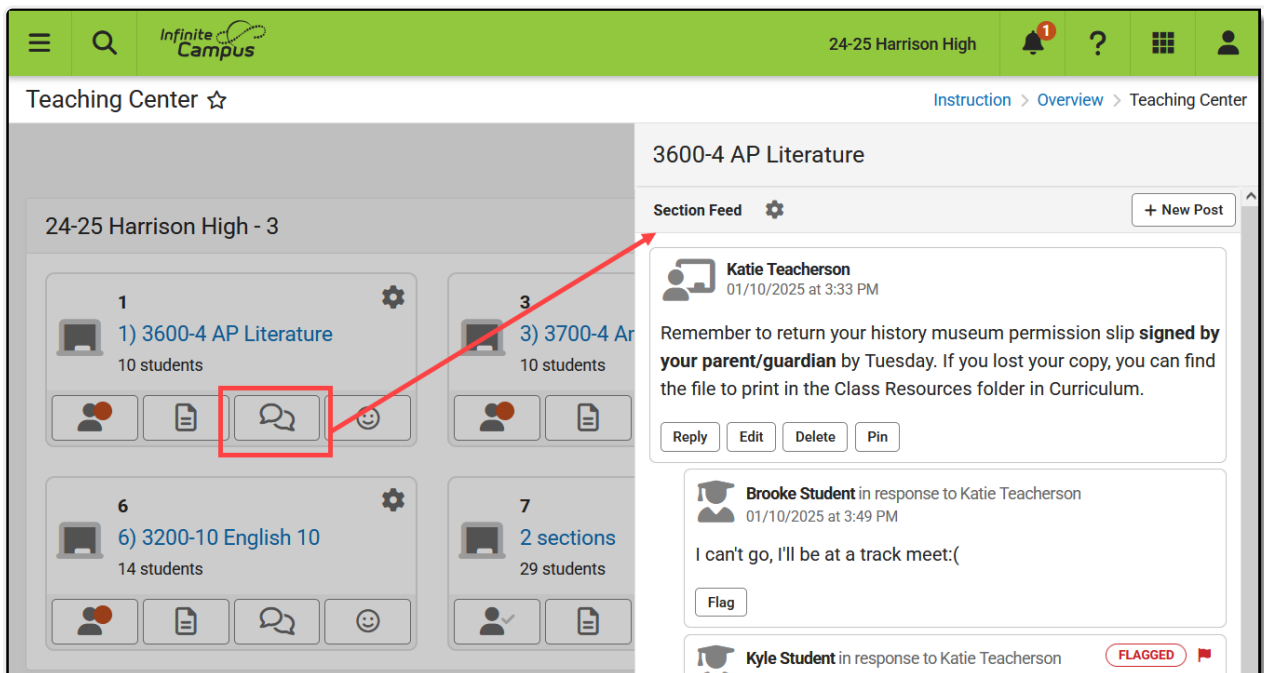 Infinite
Campus
24-25 Harrison High
1
?
Teaching Center
Instruction > Overview > Teaching Center
24-25 Harrison High - 3
1
1) 3600-4 AP Literature
10 students
3
3) 3700-4
10 students
6
6) 3200-10 English 10
14 students
7
2 sections
29 students
3600-4 AP Literature
Section Feed
+ New Post
Katie Teacherson
01/10/2025 at 3:33 PM
Remember to return your history museum permission slip signed by
your parent/guardian by Tuesday. If you lost your copy, you can find
the file to print in the Class Resources folder in Curriculum.
Reply Edit Delete Pin
Brooke Student in response to Katie Teacherson
01/10/2025 at 3:49 PM
I can't go, I'll be at a track meet:(
Flag
Kyle Student in response to Katie Teacherson
FLAGGED